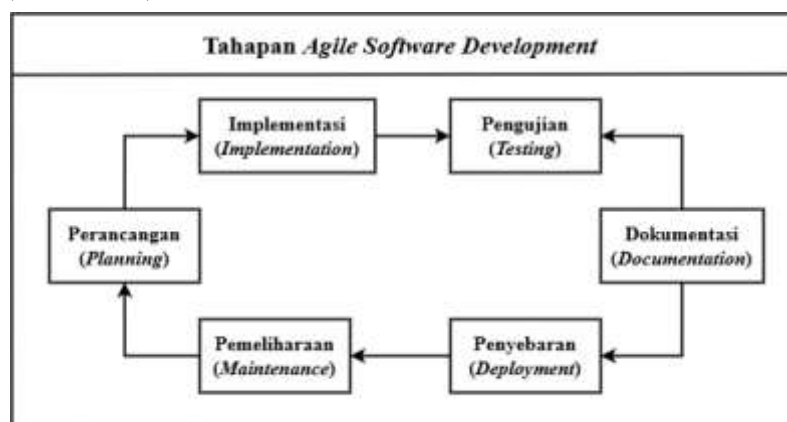 Tahapan Agile Software Development
Implementasi
(Implementation)
Pengujian
(Testing)
Perancangan
(Planning)
Dokumentasi
(Documentation)
Pemeliharaan
(Maintenance)
Penyebaran
(Deployment)